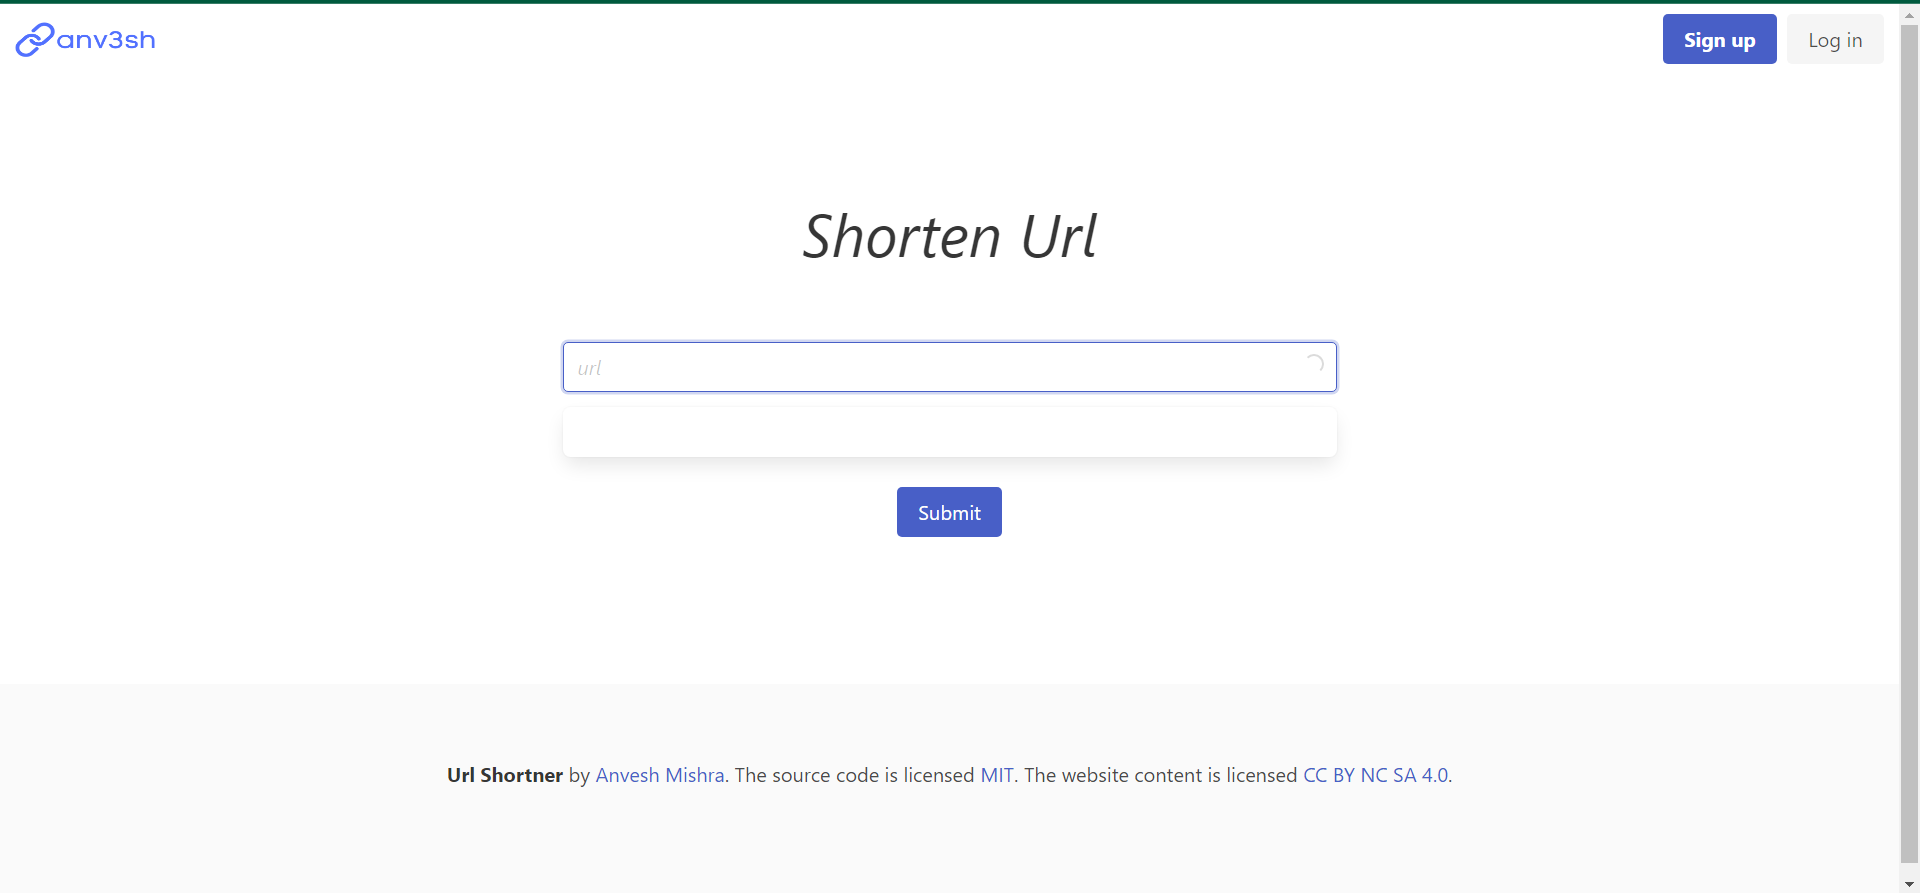 anv3sh
Sign up
Log in
Shorten Url
url
Submit
Url Shortner by Anvesh Mishra. The source code is licensed MIT. The website content is licensed CC BY NC SA 4.0.